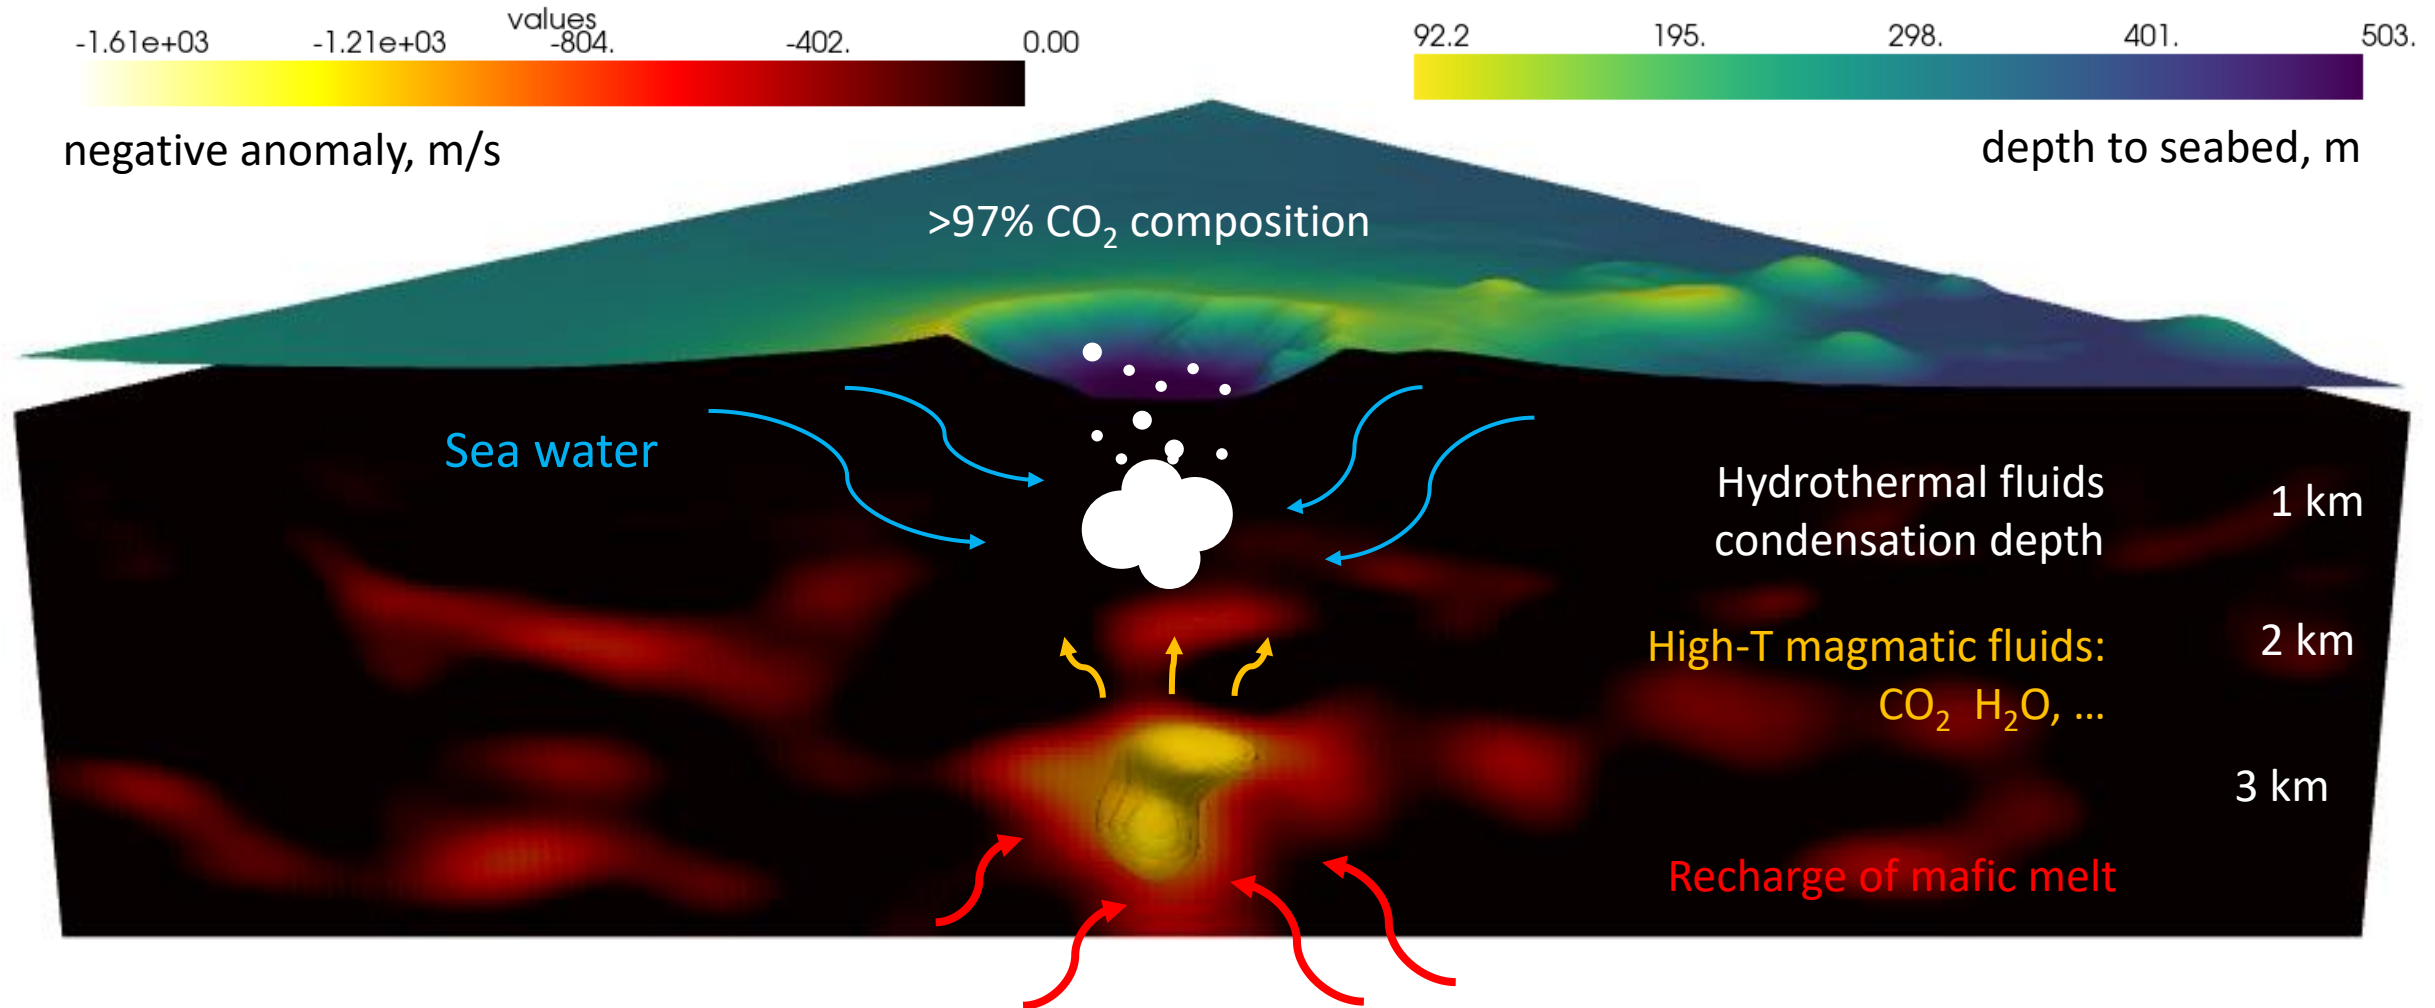 values
-1.61e+03 -1.21e+03 -804. -402. 0.00
92.2 195. 298. 401. 503.
negative anomaly, m/s
depth to seabed, m
>97% CO₂ composition
Sea water
Hydrothermal fluids
condensation depth
1 km
High-T magmatic fluids:
CO₂ H₂O, ...
2 km
3 km
Recharge of mafic melt